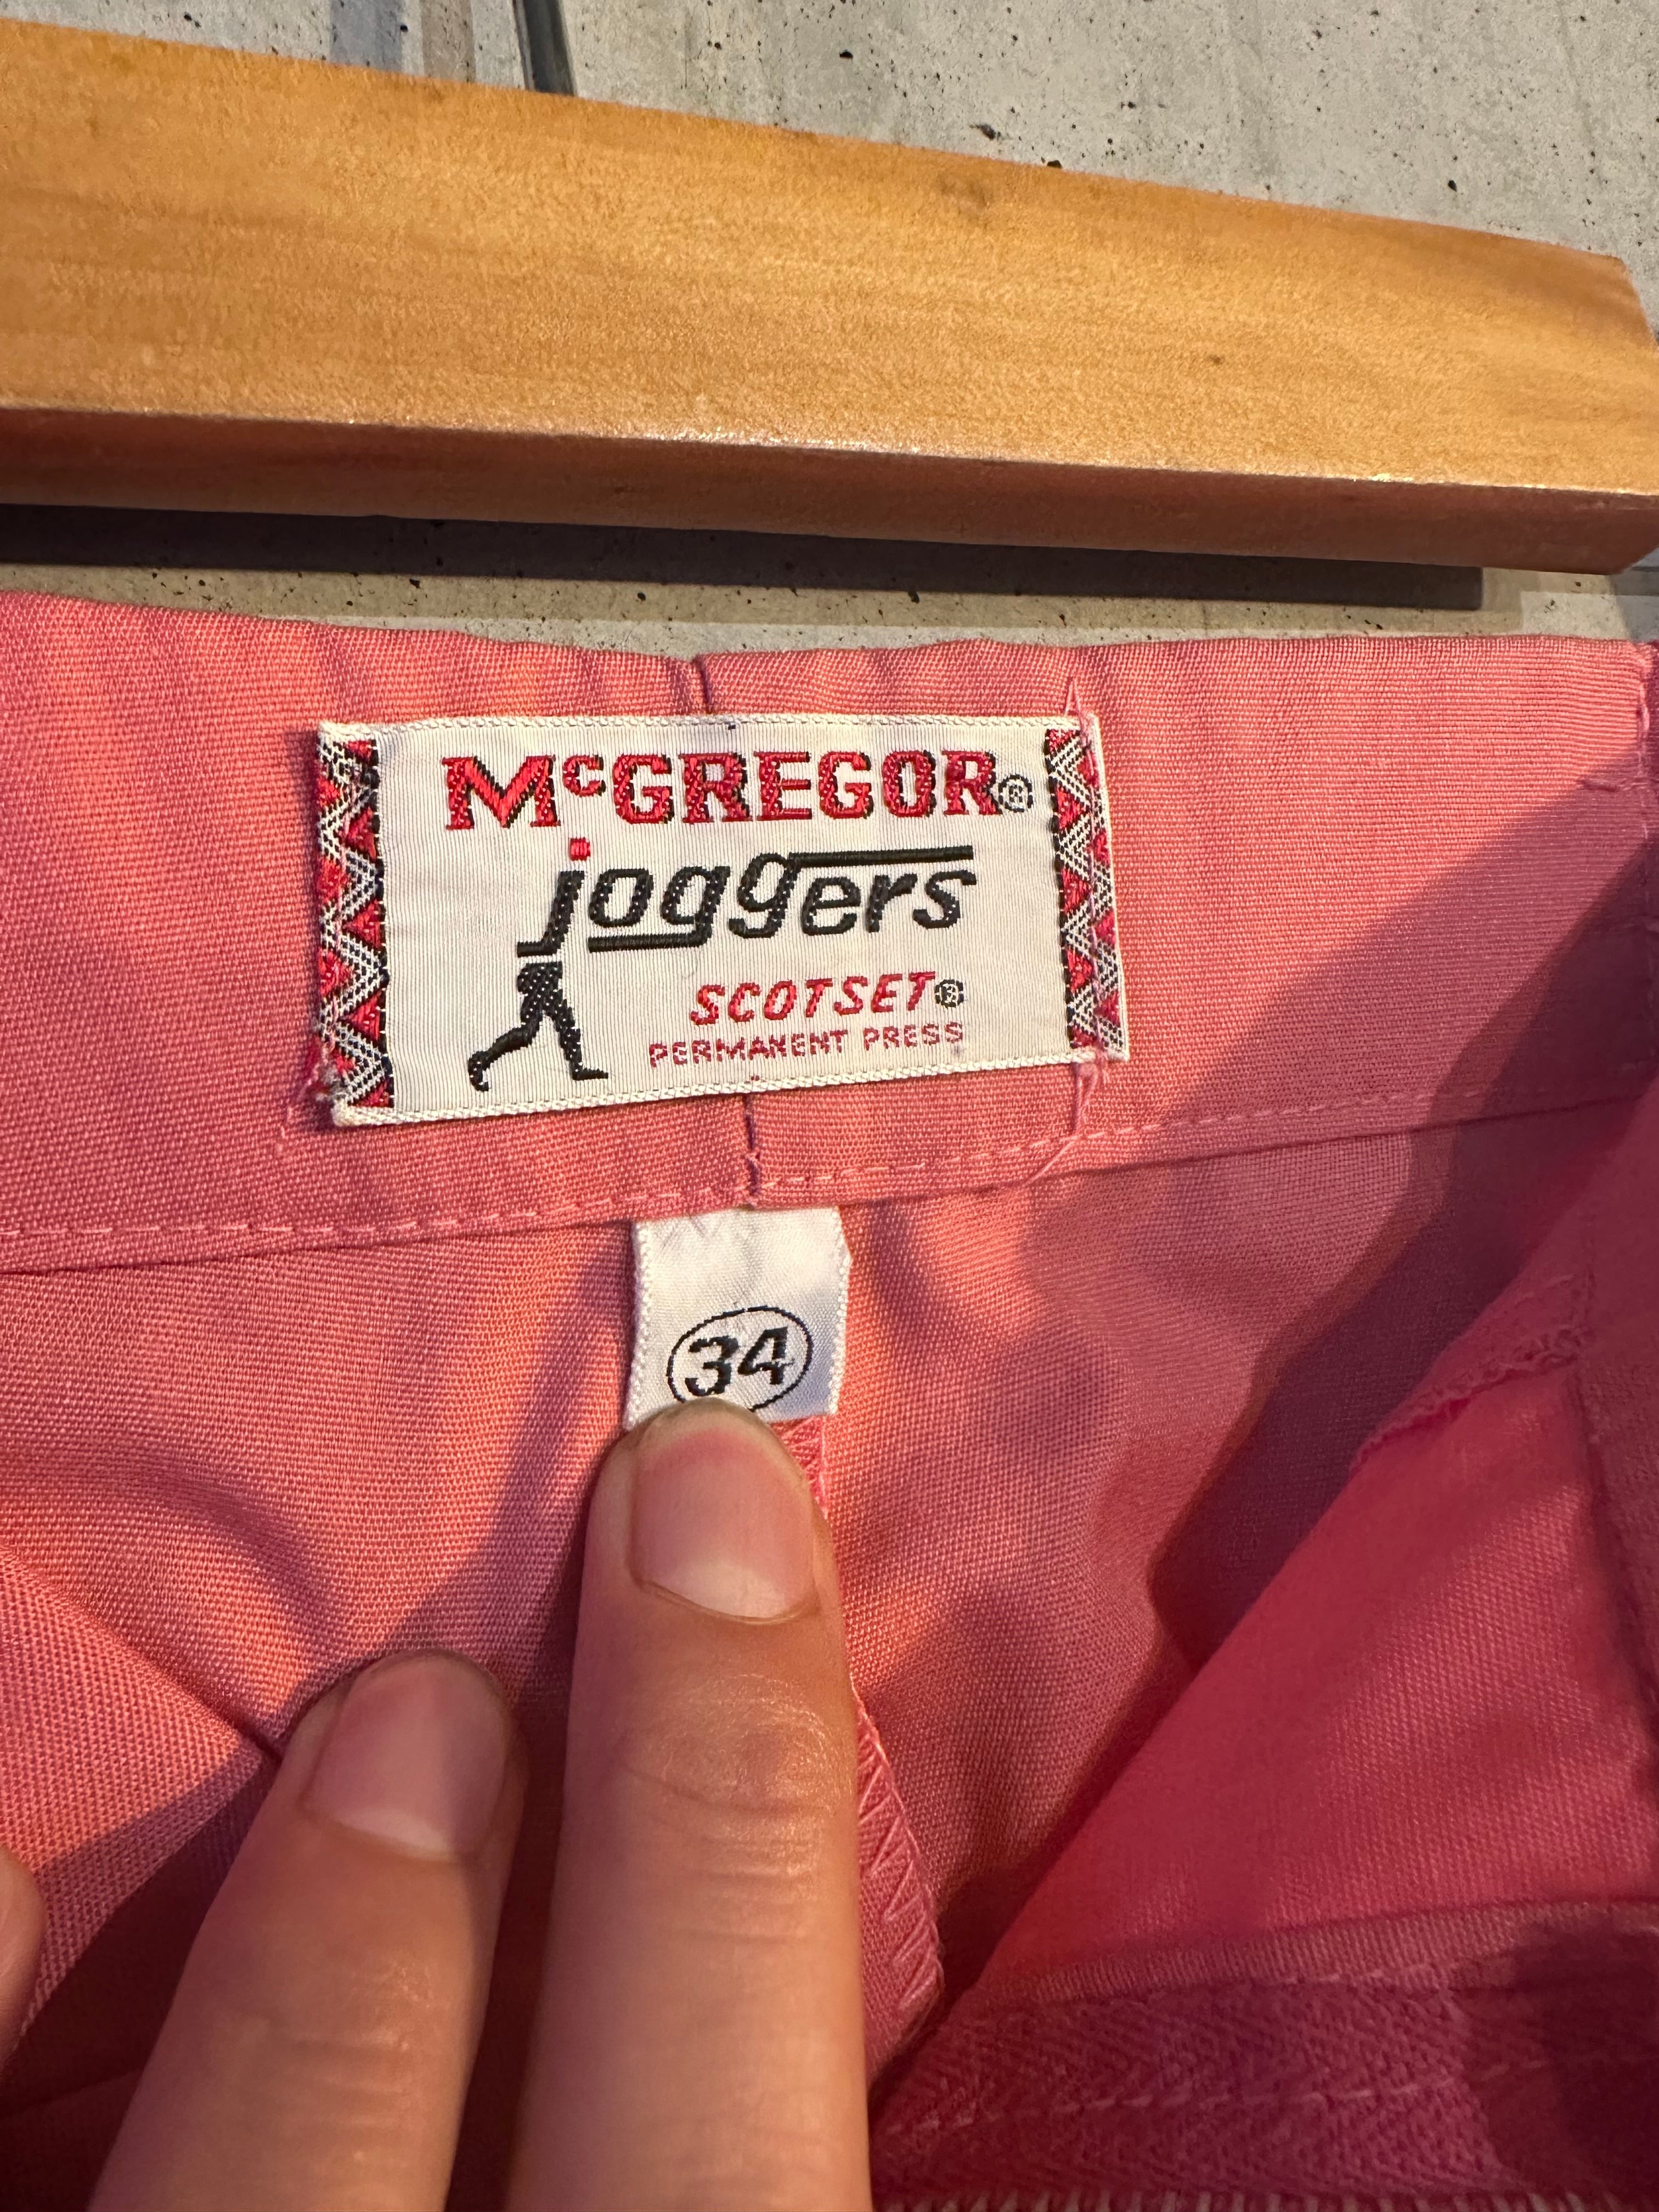 McGREGOR®
joggers
SCOTSET®
PERMANENT PRESS
34